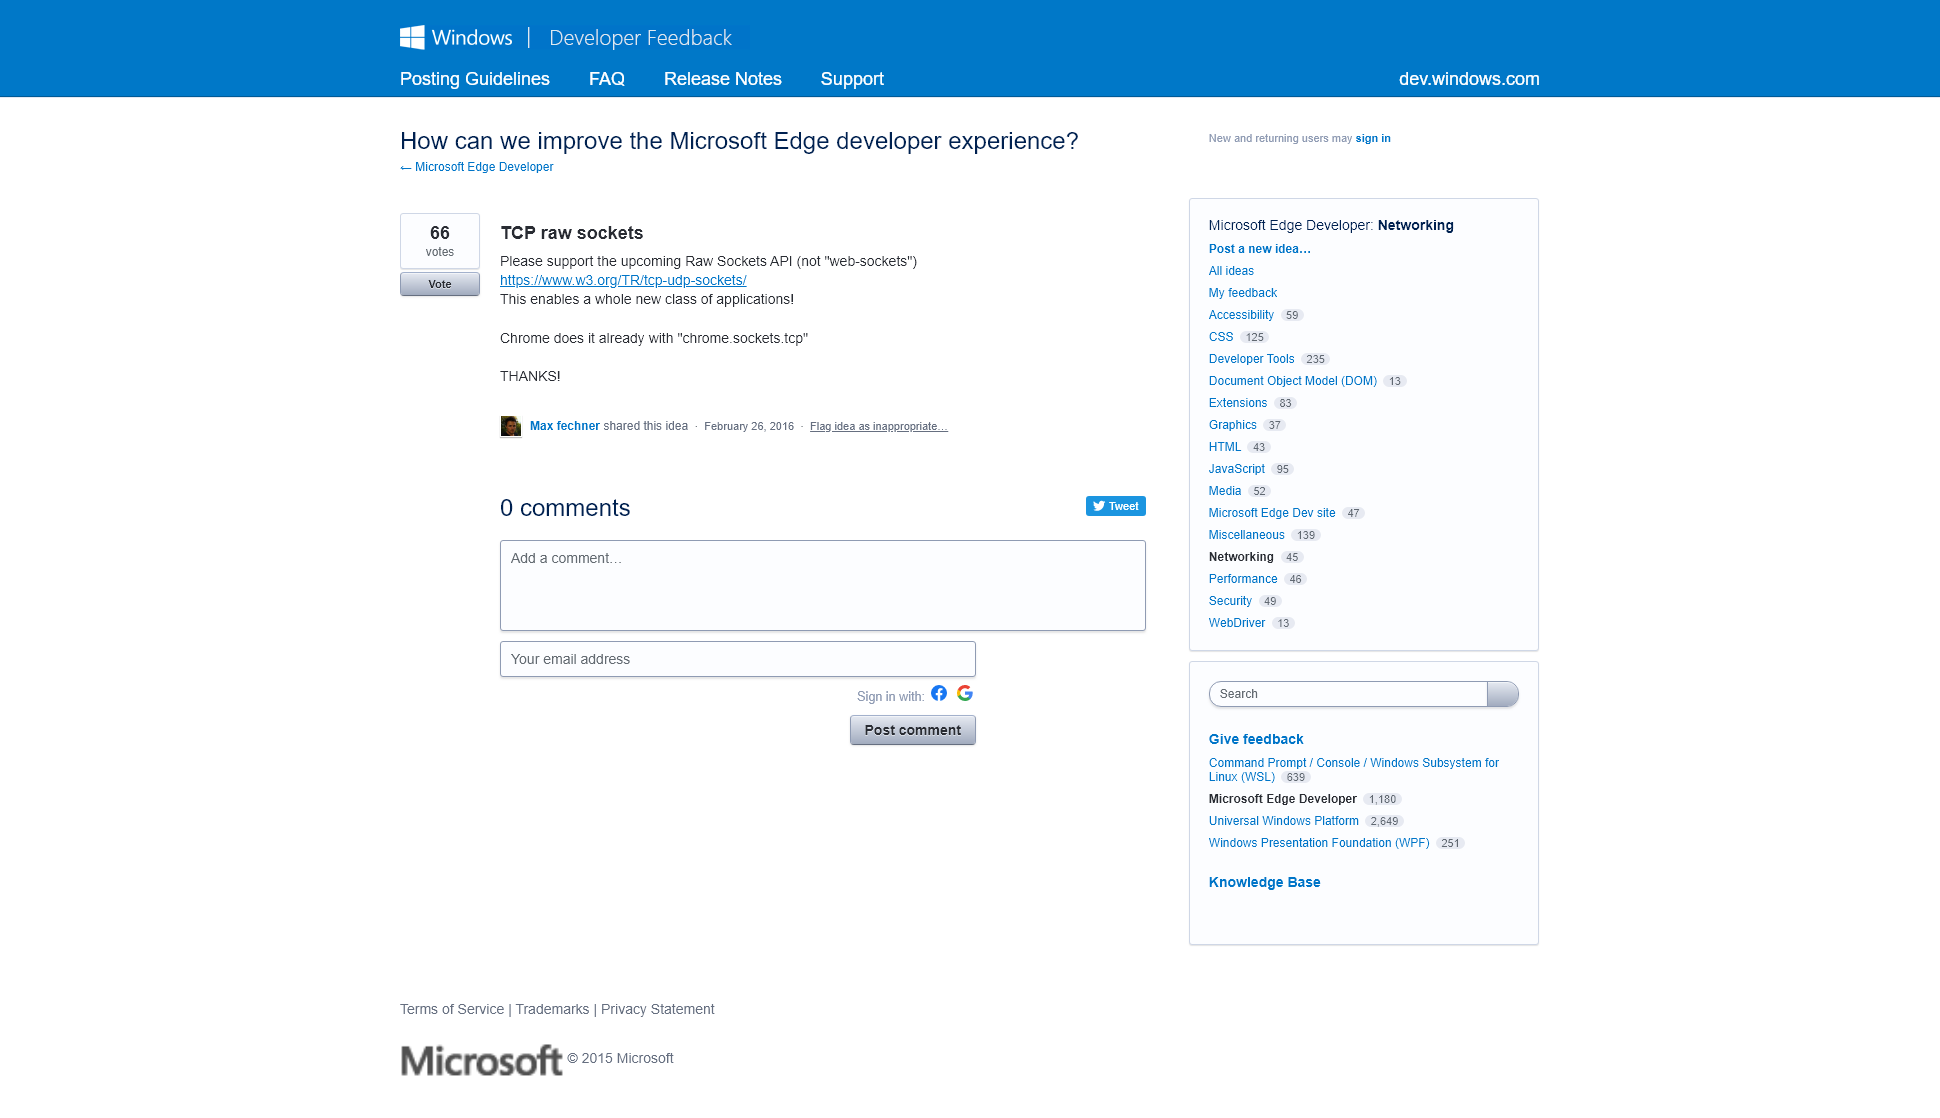 Windows | Developer Feedback
Posting Guidelines FAQ Release Notes Support dev.windows.com
How can we improve the Microsoft Edge developer experience?
← Microsoft Edge Developer
New and returning users may sign in
66
votes
Vote
TCP raw sockets
Please support the upcoming Raw Sockets API (not "web-sockets")
https://www.w3.org/TR/tcp-udp-sockets/
This enables a whole new class of applications!
Chrome does it already with "chrome.sockets.tcp"
THANKS!
Max fechner shared this idea · February 26, 2016 · Flag idea as inappropriate…
0 comments
Tweet
Add a comment…
Your email address
Sign in with:
Post comment
Microsoft Edge Developer: Networking
Post a new idea…
All ideas
My feedback
Accessibility 59
CSS 125
Developer Tools 235
Document Object Model (DOM) 13
Extensions 83
Graphics 37
HTML 43
JavaScript 95
Media 52
Microsoft Edge Dev site 47
Miscellaneous 139
Networking 45
Performance 46
Security 49
WebDriver 13
Search
Give feedback
Command Prompt / Console / Windows Subsystem for
Linux (WSL) 639
Microsoft Edge Developer 1,180
Universal Windows Platform 2,649
Windows Presentation Foundation (WPF) 251
Knowledge Base
Terms of Service | Trademarks | Privacy Statement
Microsoft © 2015 Microsoft